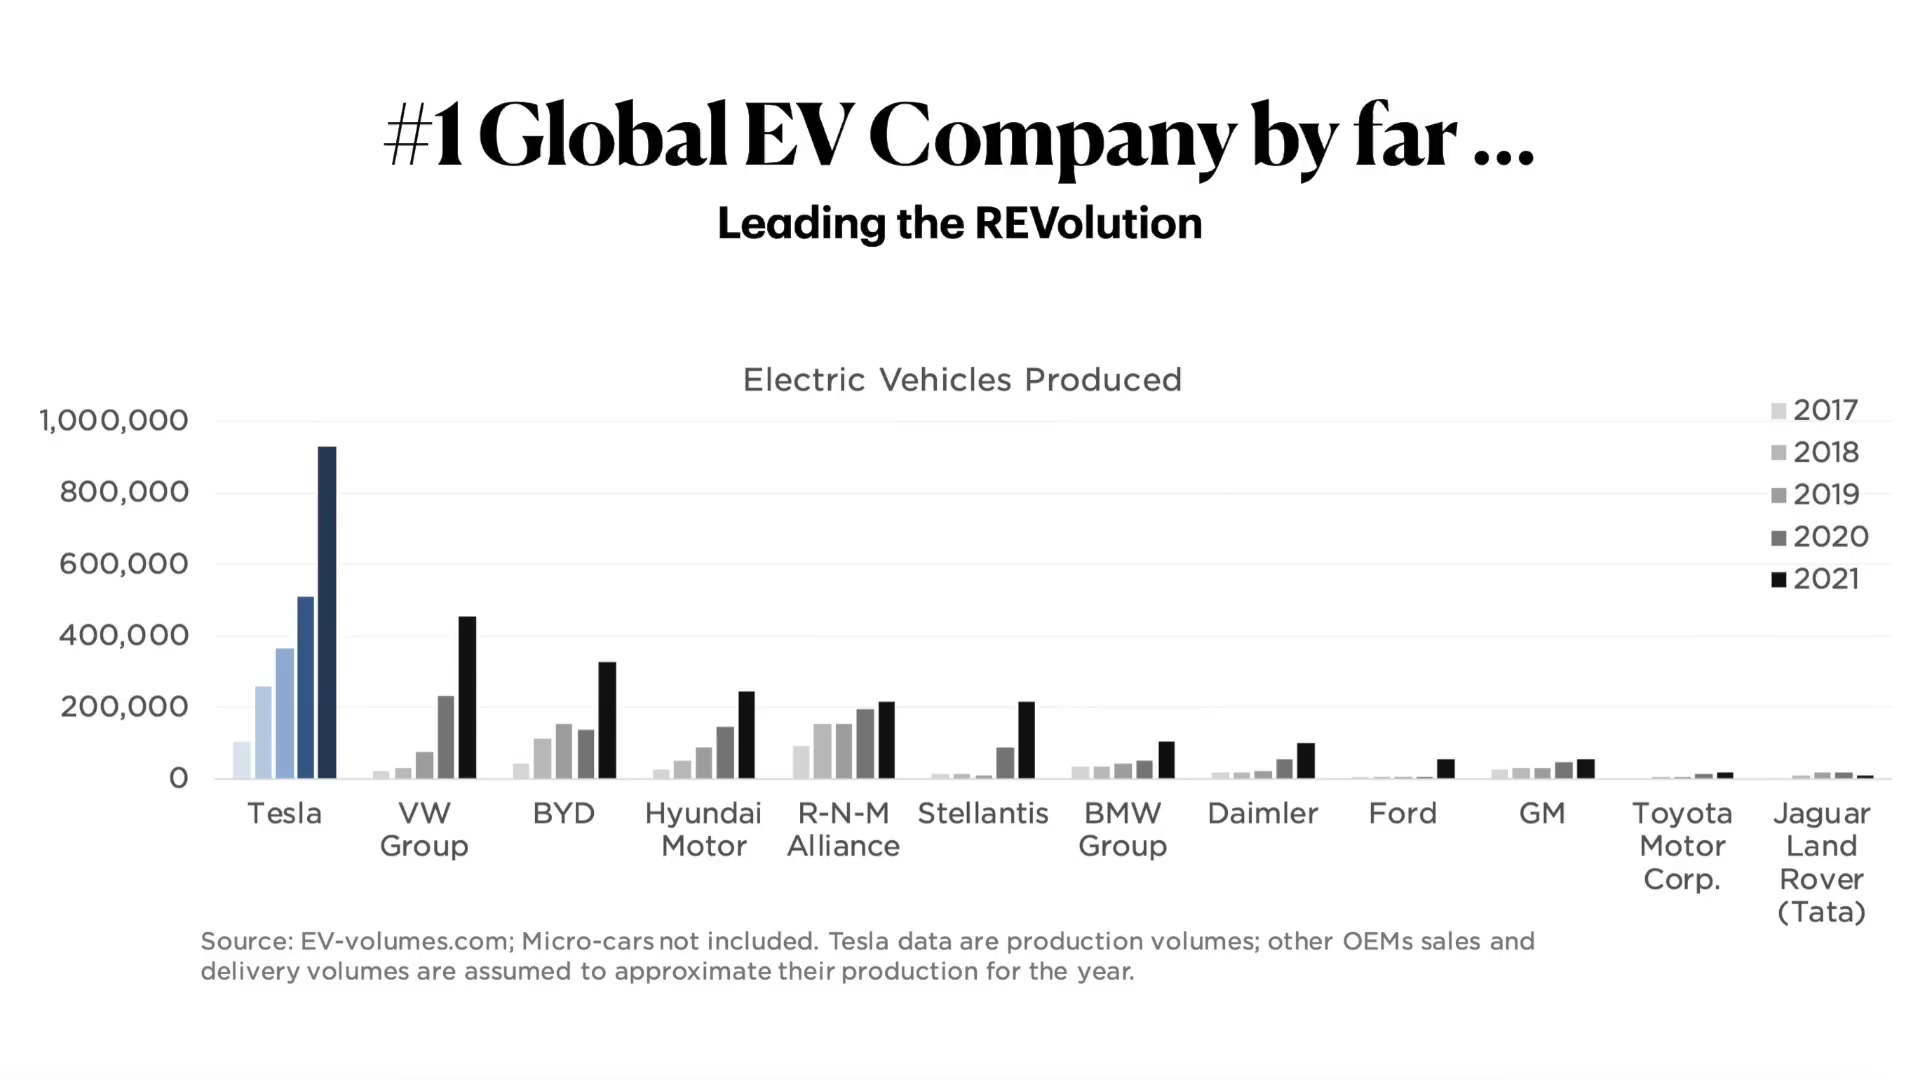 #1 Global EV Company by far ...
Leading the REVolution
Electric Vehicles Produced
1,000,000
800,000
600,000
400,000
200,000
0
2017
2018
2019
2020
2021
Tesla
VW
Group
BYD
Hyundai
Motor
R-N-M
Alliance
Stellantis
BMW
Group
Daimler
Ford
GM
Toyota
Motor
Corp.
Jaguar
Land
Rover
(Tata)
Source: EV-volumes.com; Micro-cars not included. Tesla data are production volumes; other OEMs sales and
delivery volumes are assumed to approximate their production for the year.